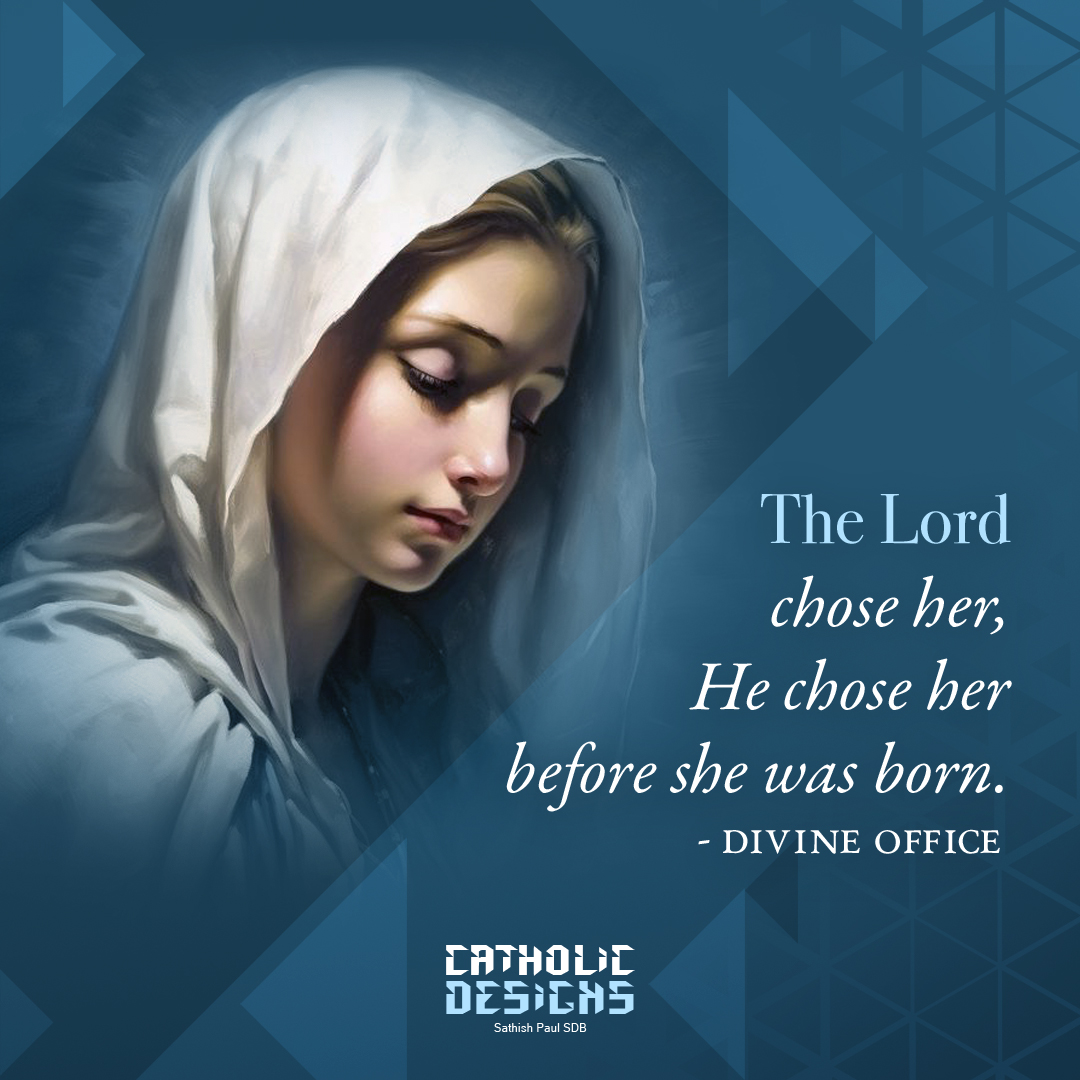 The Lord
chose her,
He chose her
before she was born.
- DIVINE OFFICE
CATHOLIC
DESIGNS
Sathish Paul SDB